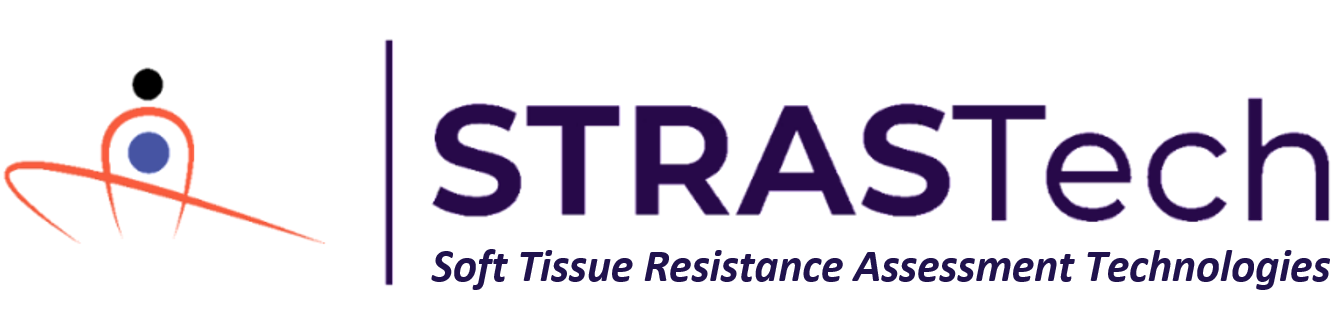 STRASTech
Soft Tissue Resistance Assessment Technologies